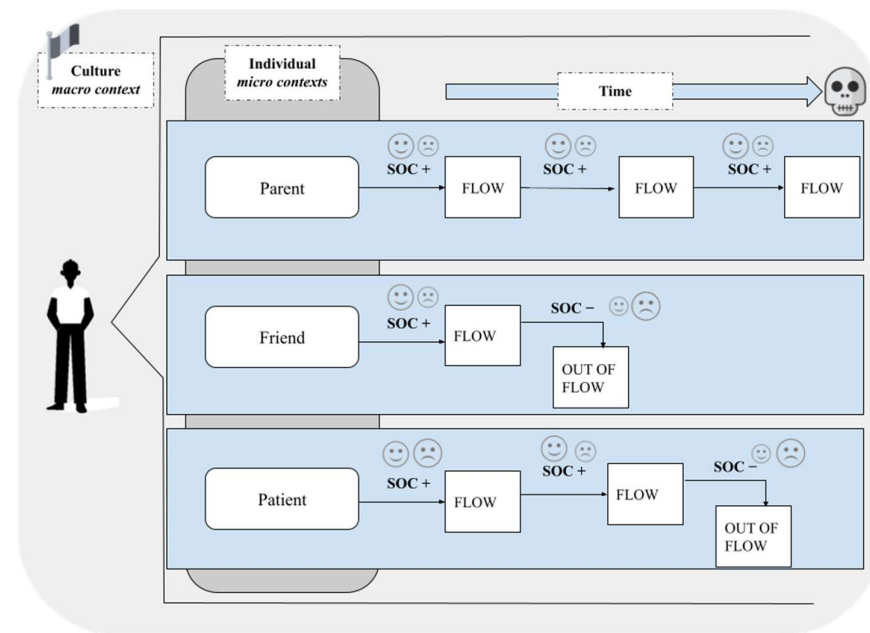 Culture
macro context
Individual
micro contexts
Time
Parent
SOC +
FLOW
SOC +
FLOW
SOC +
FLOW
Friend
SOC +
FLOW
SOC −
OUT OF
FLOW
Patient
SOC +
FLOW
SOC +
FLOW
SOC −
OUT OF
FLOW